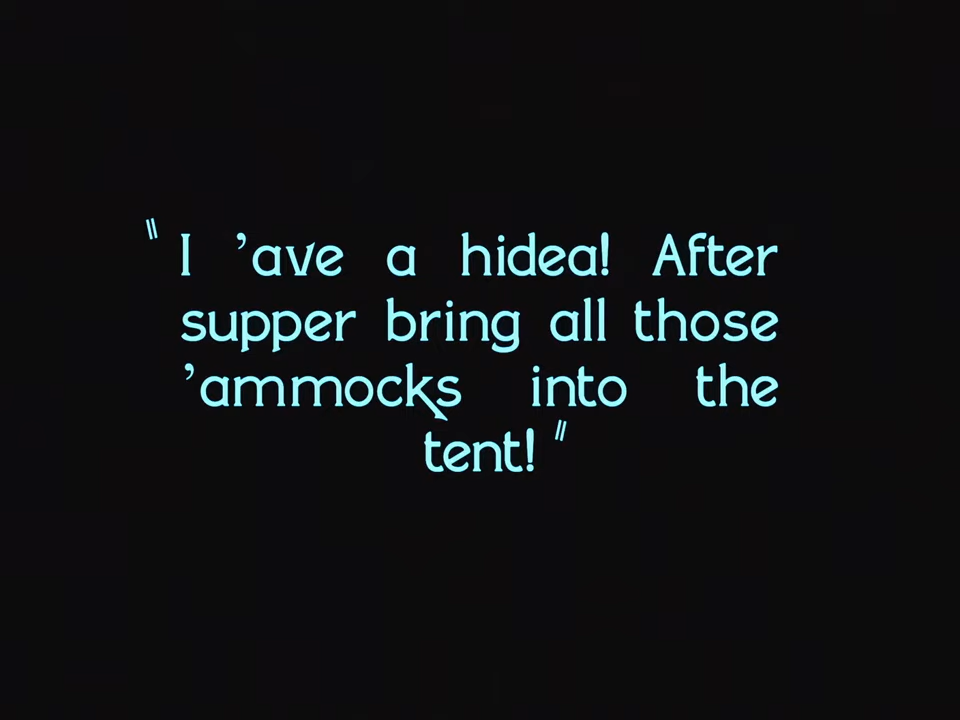 "I 'ave a hidea! After
supper bring all those
'ammocks into the
tent!"